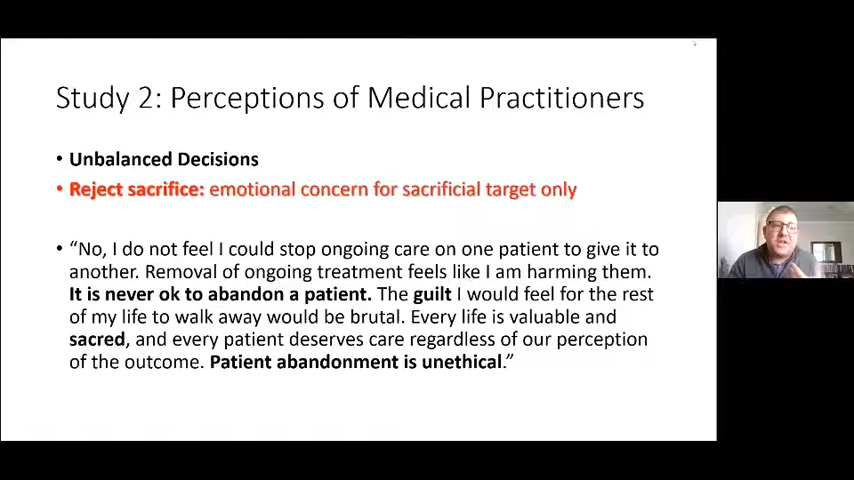 Study 2: Perceptions of Medical Practitioners
• Unbalanced Decisions
• Reject sacrifice: emotional concern for sacrificial target only
• “No, I do not feel I could stop ongoing care on one patient to give it to
another. Removal of ongoing treatment feels like I am harming them.
It is never ok to abandon a patient. The guilt I would feel for the rest
of my life to walk away would be brutal. Every life is valuable and
sacred, and every patient deserves care regardless of our perception
of the outcome. Patient abandonment is unethical.”